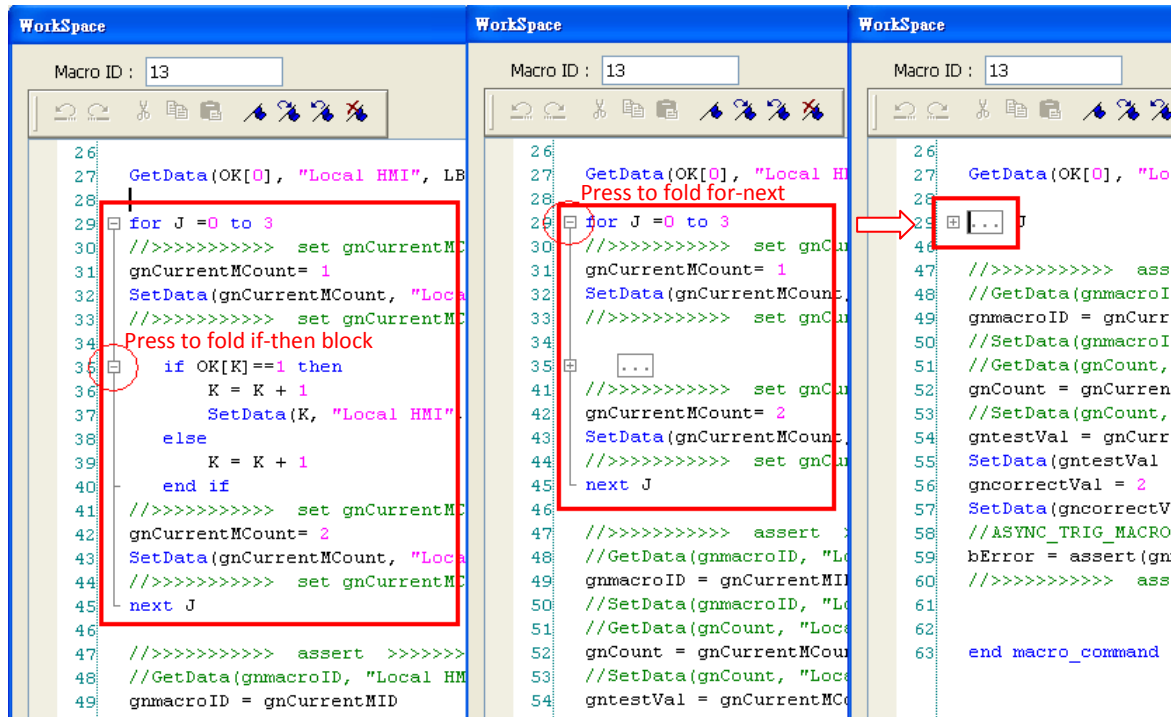 WorkSpace
Macro ID : 13
26
27 GetData(OK[0], "Local HMI", LB
28
29 for J =0 to 3
30 //>>>>>>>>>>> set gnCurrentMC
31 gnCurrentMCount= 1
32 SetData(gnCurrentMCount, "Loca
33 //>>>>>>>>>>> set gnCurrentMC
34
Press to fold if-then block
35 if OK[K]==1 then
36 K = K + 1
37 SetData(K, "Local HMI",
38 else
39 K = K + 1
40 end if
41 //>>>>>>>>>>> set gnCurrentMC
42 gnCurrentMCount= 2
43 SetData(gnCurrentMCount, "Loca
44 //>>>>>>>>>>> set gnCurrentMC
45 next J
46
47 //>>>>>>>>>>> assert >>>>>>>
48 //GetData(gnmacroID, "Local HM
49 gnmacroID = gnCurrentMID
WorkSpace
Macro ID : 13
26
27 GetData(OK[0], "Local HM
Press to fold for-next
28
29 for J =0 to 3
30 //>>>>>>>>>>> set gnCur
31 gnCurrentMCount= 1
32 SetData(gnCurrentMCount,
33 //>>>>>>>>>>> set gnCur
34
35 ...
41 //>>>>>>>>>>> set gnCur
42 gnCurrentMCount= 2
43 SetData(gnCurrentMCount,
44 //>>>>>>>>>>> set gnCur
45 next J
46
47 //>>>>>>>>>>> assert >
48 //GetData(gnmacroID, "Lo
49 gnmacroID = gnCurrentMID
50 //SetData(gnmacroID, "Lo
51 //GetData(gnCount, "Loca
52 gnCount = gnCurrentMCoun
53 //SetData(gnCount, "Loca
54 gntestVal = gnCurrentMCo
WorkSpace
Macro ID : 13
26
27 GetData(OK[0], "Lo
28
29 ... J
46
47 //>>>>>>>>>>> ass
48 //GetData(gnmacroI
49 gnmacroID = gnCurr
50 //SetData(gnmacroI
51 //GetData(gnCount,
52 gnCount = gnCurren
53 //SetData(gnCount,
54 gntestVal = gnCurr
55 SetData(gntestVal
56 gncorrectVal = 2
57 SetData(gncorrectV
58 //ASYNC_TRIG_MACRO
59 bError = assert(gn
60 //>>>>>>>>>>> ass
61
62
63 end macro_command